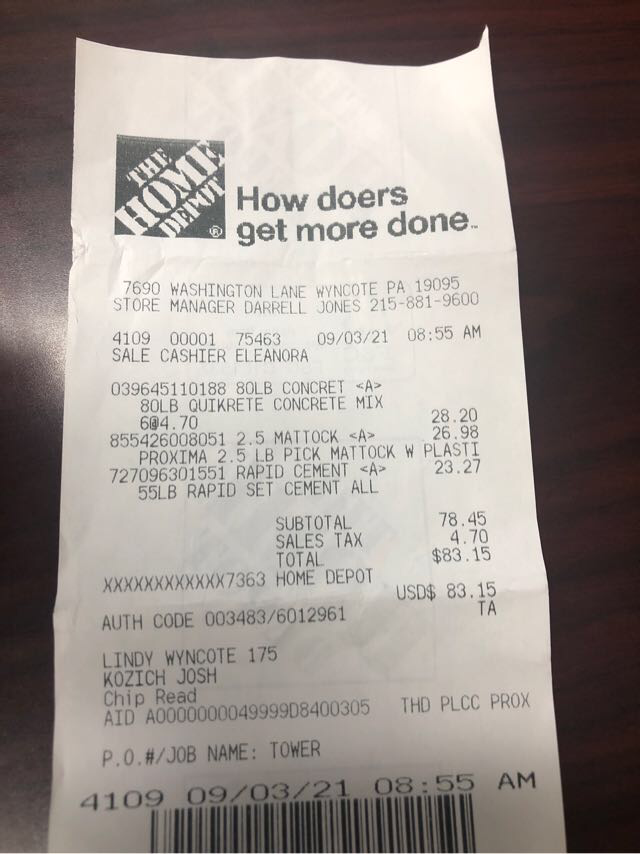 THE
HOME
DEPOT
®
How doers
get more done™
7690 WASHINGTON LANE WYNCOTE PA 19095
STORE MANAGER DARRELL JONES 215-881-9600
4109 00001 75463 09/03/21 08:55 AM
SALE CASHIER ELEANORA
039645110188 80LB CONCRET <A>
80LB QUIKRETE CONCRETE MIX
6@4.70 28.20
855426008051 2.5 MATTOCK <A> 26.98
PROXIMA 2.5 LB PICK MATTOCK W PLASTI
727096301551 RAPID CEMENT <A> 23.27
55LB RAPID SET CEMENT ALL
SUBTOTAL 78.45
SALES TAX 4.70
TOTAL $83.15
XXXXXXXXXXXX7363 HOME DEPOT
USD$ 83.15
AUTH CODE 003483/6012961 TA
LINDY WYNCOTE 175
KOZICH JOSH
Chip Read
AID A0000000049999D8400305 THD PLCC PROX
P.O.#/JOB NAME: TOWER
4109 09/03/21 08:55 AM